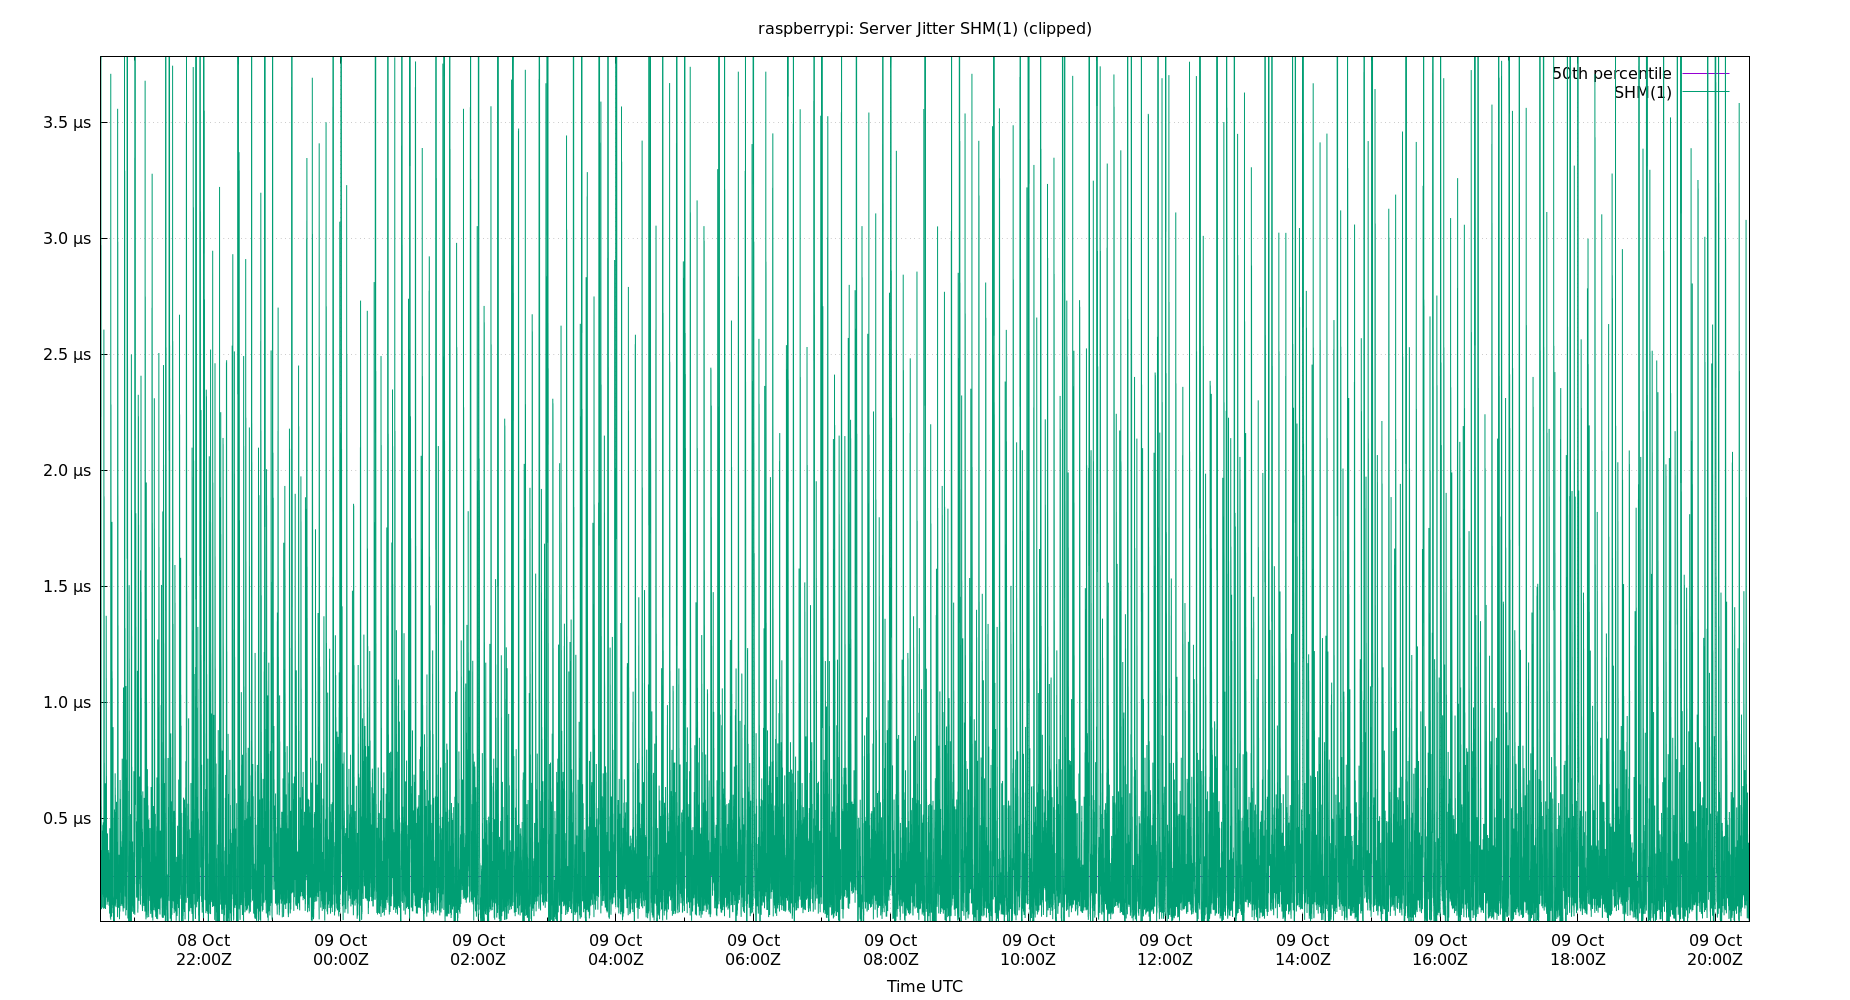 raspberrypi: Server Jitter SHM(1) (clipped)
50th percentile
SHM(1)
3.5 µs
3.0 µs
2.5 µs
2.0 µs
1.5 µs
1.0 µs
0.5 µs
08 Oct 09 Oct 09 Oct 09 Oct 09 Oct 09 Oct 09 Oct 09 Oct 09 Oct 09 Oct 09 Oct 09 Oct
22:00Z 00:00Z 02:00Z 04:00Z 06:00Z 08:00Z 10:00Z 12:00Z 14:00Z 16:00Z 18:00Z 20:00Z
Time UTC